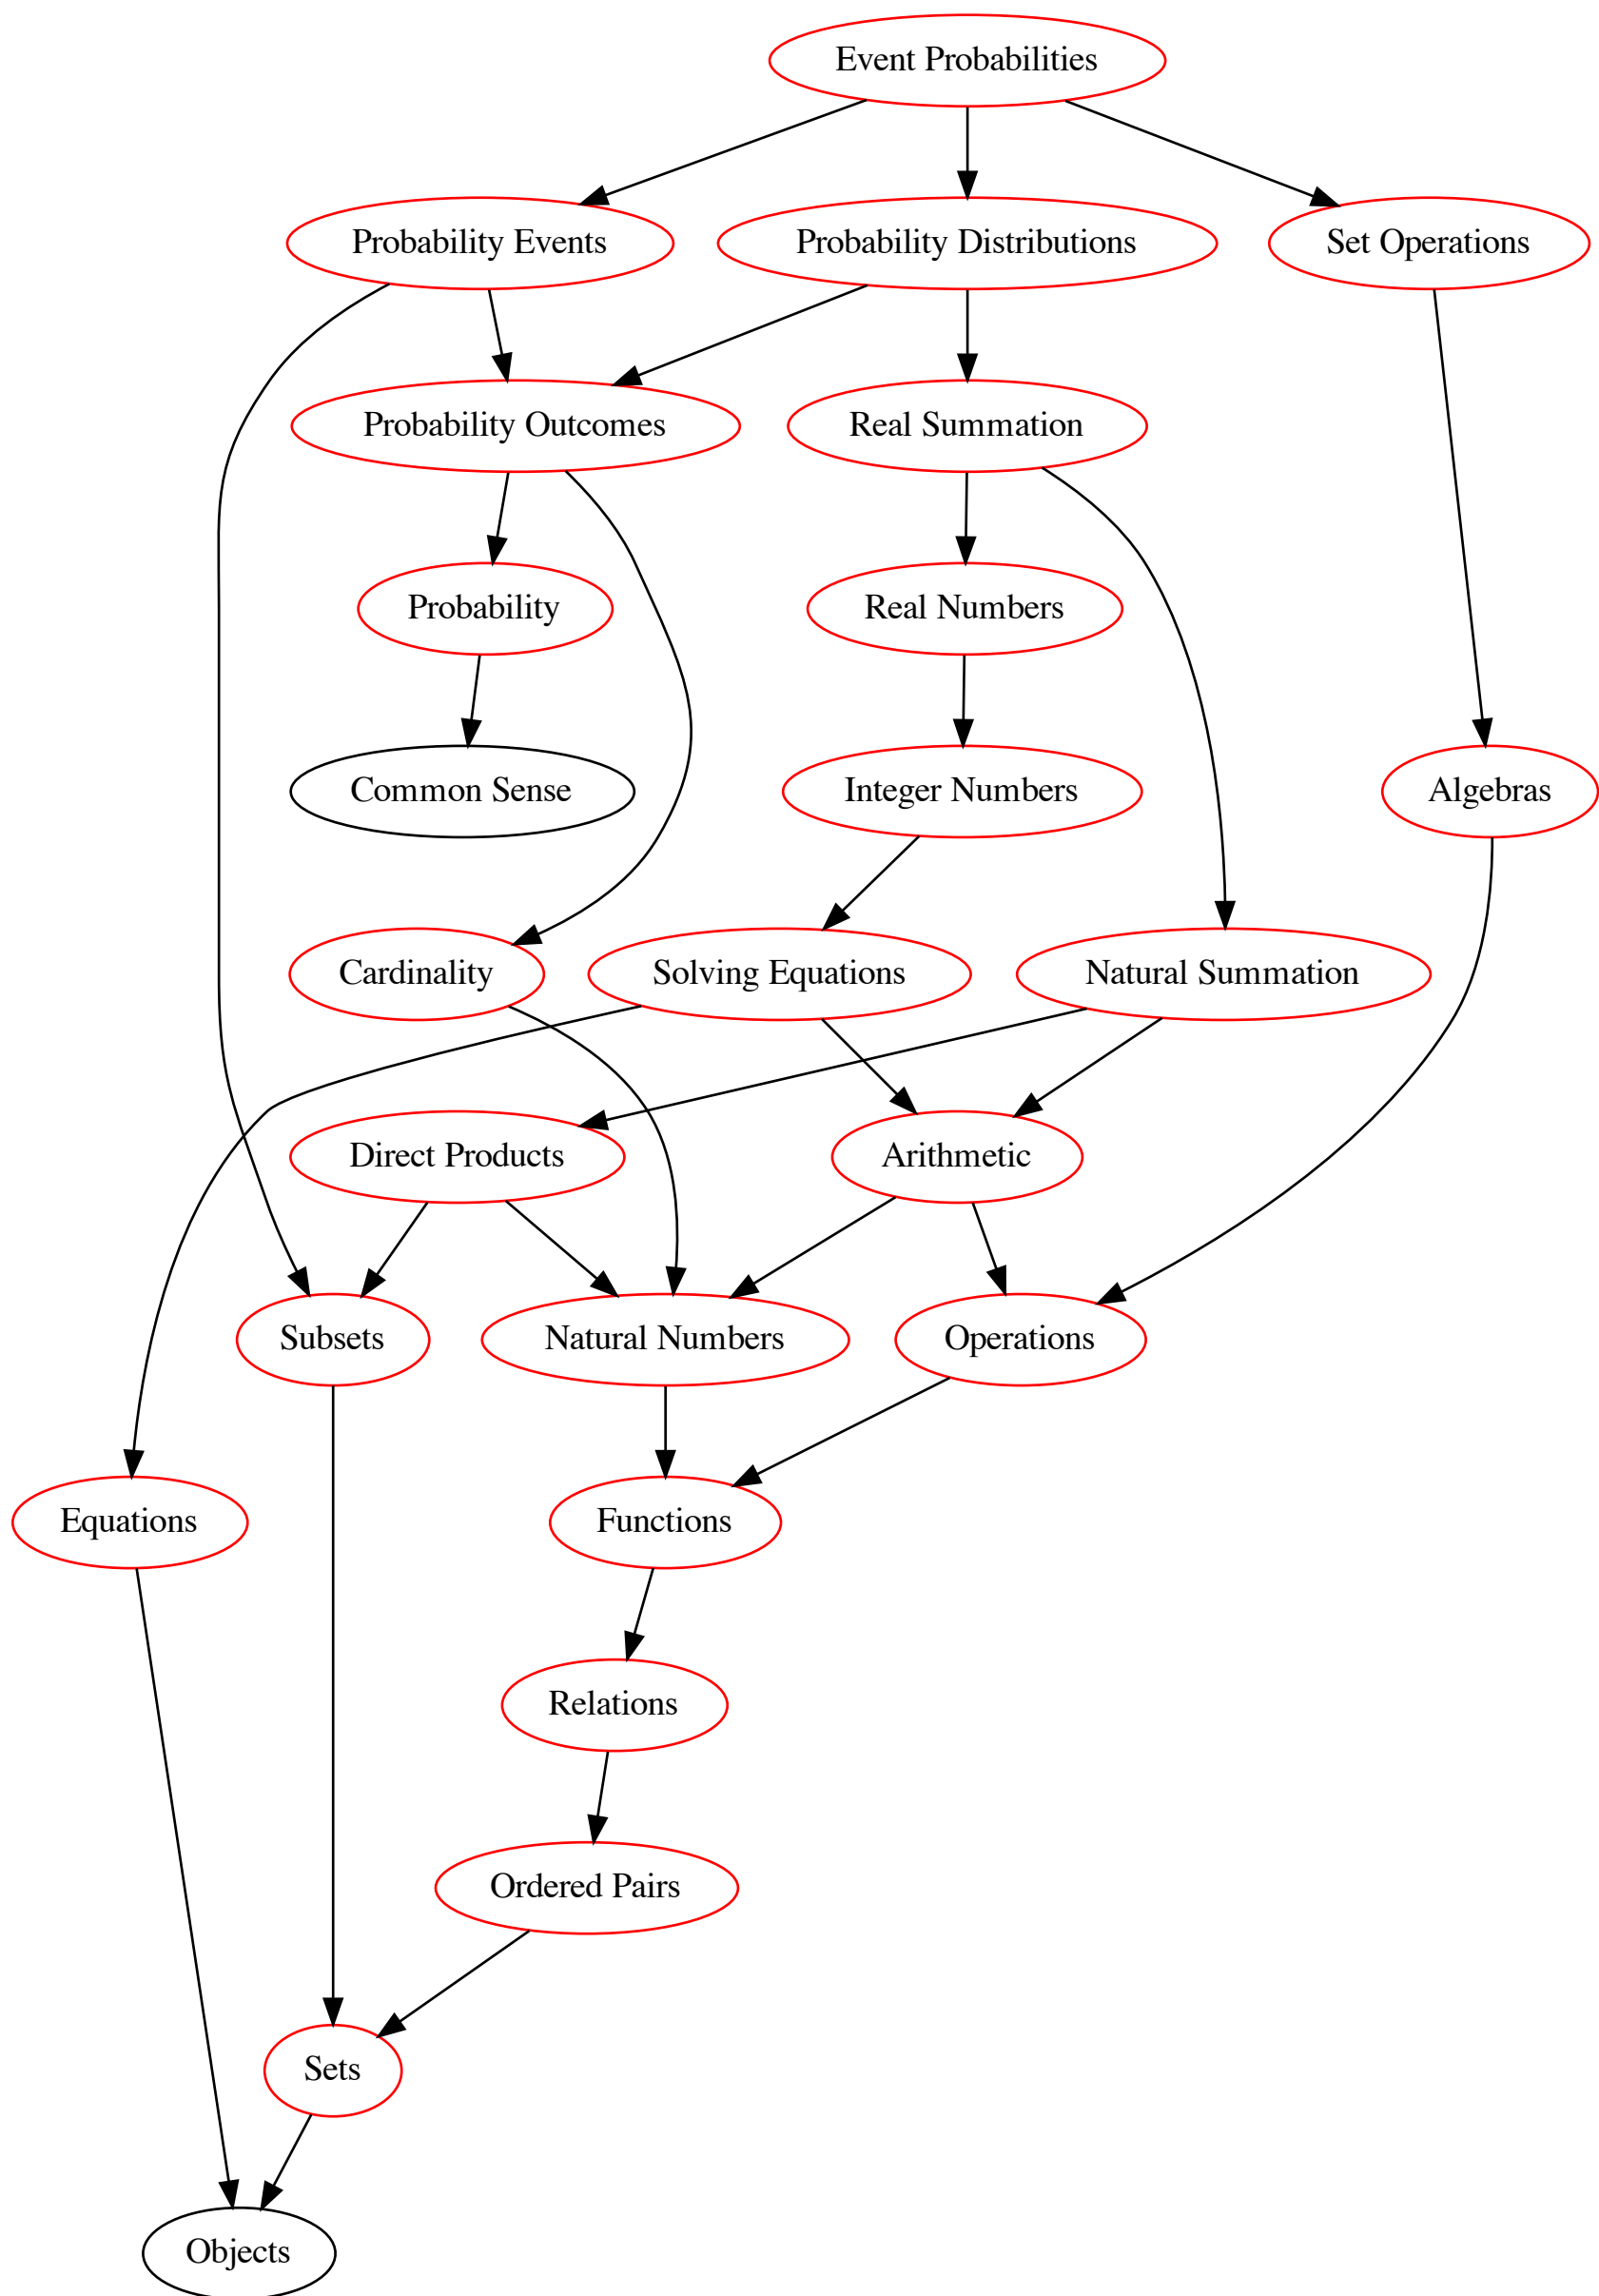 Event Probabilities
Probability Events
Probability Distributions
Set Operations
Probability Outcomes
Real Summation
Probability
Real Numbers
Common Sense
Integer Numbers
Algebras
Cardinality
Solving Equations
Natural Summation
Direct Products
Arithmetic
Subsets
Natural Numbers
Operations
Equations
Functions
Relations
Ordered Pairs
Sets
Objects